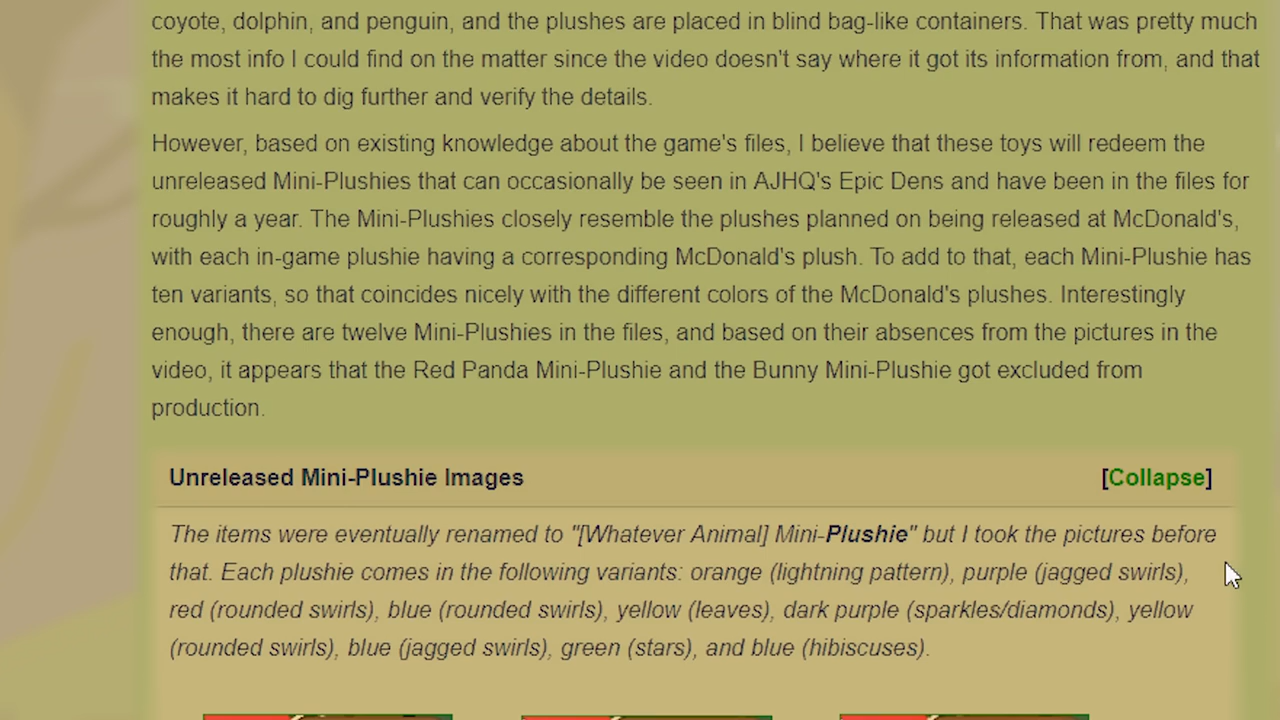 coyote, dolphin, and penguin, and the plushes are placed in blind bag-like containers. That was pretty much
the most info I could find on the matter since the video doesn't say where it got its information from, and that
makes it hard to dig further and verify the details.
However, based on existing knowledge about the game's files, I believe that these toys will redeem the
unreleased Mini-Plushies that can occasionally be seen in AJHQ's Epic Dens and have been in the files for
roughly a year. The Mini-Plushies closely resemble the plushes planned on being released at McDonald's,
with each in-game plushie having a corresponding McDonald's plush. To add to that, each Mini-Plushie has
ten variants, so that coincides nicely with the different colors of the McDonald's plushes. Interestingly
enough, there are twelve Mini-Plushies in the files, and based on their absences from the pictures in the
video, it appears that the Red Panda Mini-Plushie and the Bunny Mini-Plushie got excluded from
production.
Unreleased Mini-Plushie Images [Collapse]
The items were eventually renamed to "[Whatever Animal] Mini-Plushie" but I took the pictures before
that. Each plushie comes in the following variants: orange (lightning pattern), purple (jagged swirls),
red (rounded swirls), blue (rounded swirls), yellow (leaves), dark purple (sparkles/diamonds), yellow
(rounded swirls), blue (jagged swirls), green (stars), and blue (hibiscuses).